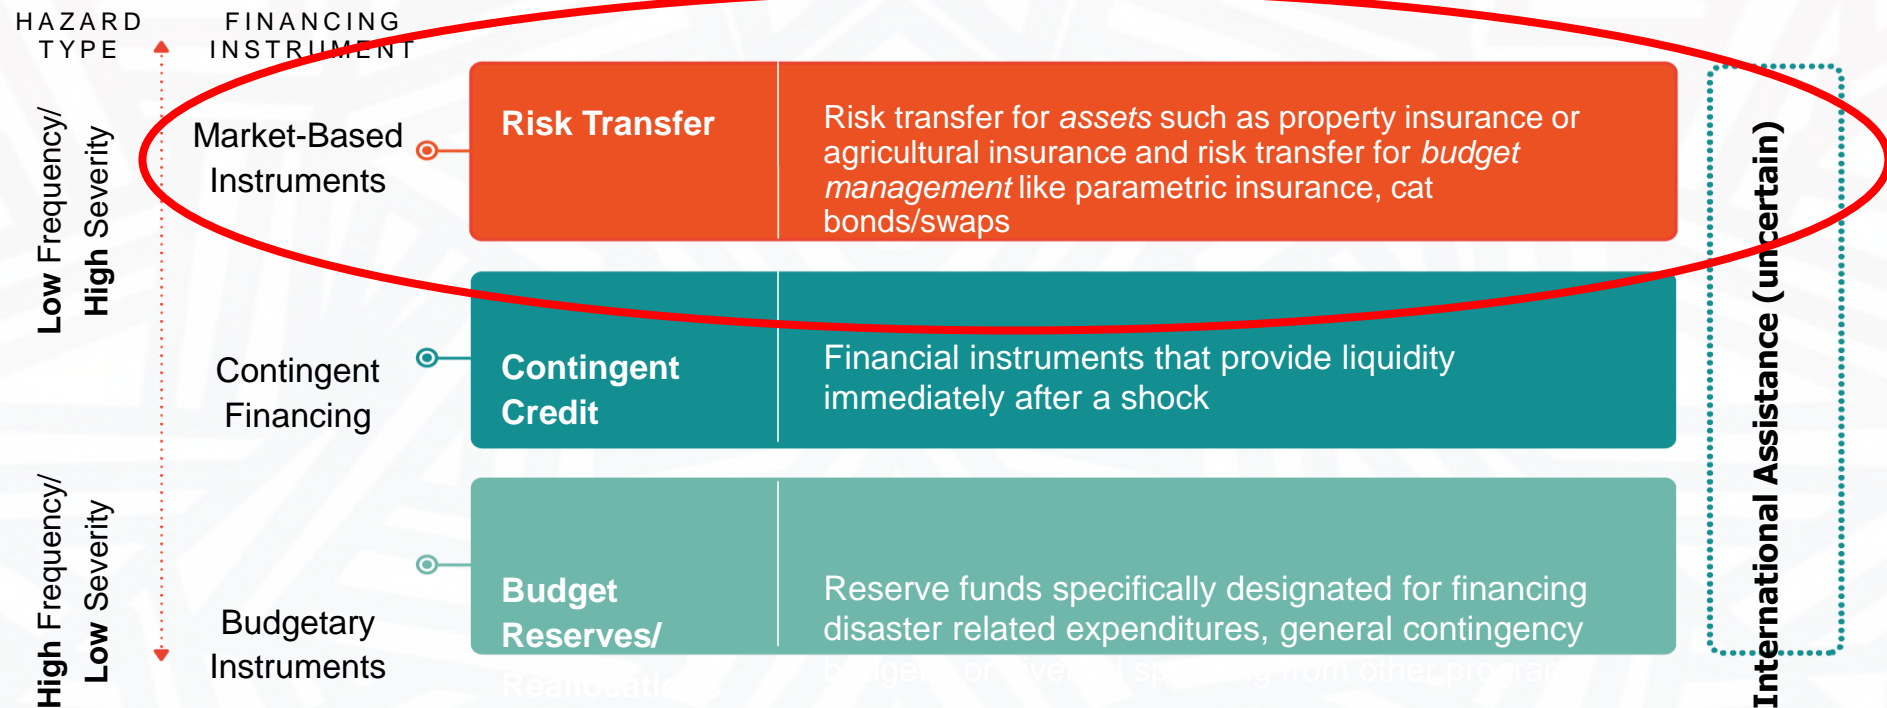 HAZARD
TYPE
FINANCING
INSTRUMENT
Low Frequency/
High Severity
Market-Based
Instruments
Risk Transfer
Risk transfer for assets such as property insurance or
agricultural insurance and risk transfer for budget
management like parametric insurance, cat
bonds/swaps
Contingent
Financing
Contingent
Credit
Financial instruments that provide liquidity
immediately after a shock
High Frequency/
Low Severity
Budgetary
Instruments
Budget
Reserves/
Reallocations
Reserve funds specifically designated for financing
disaster related expenditures, general contingency
from other
International Assistance (uncertain)